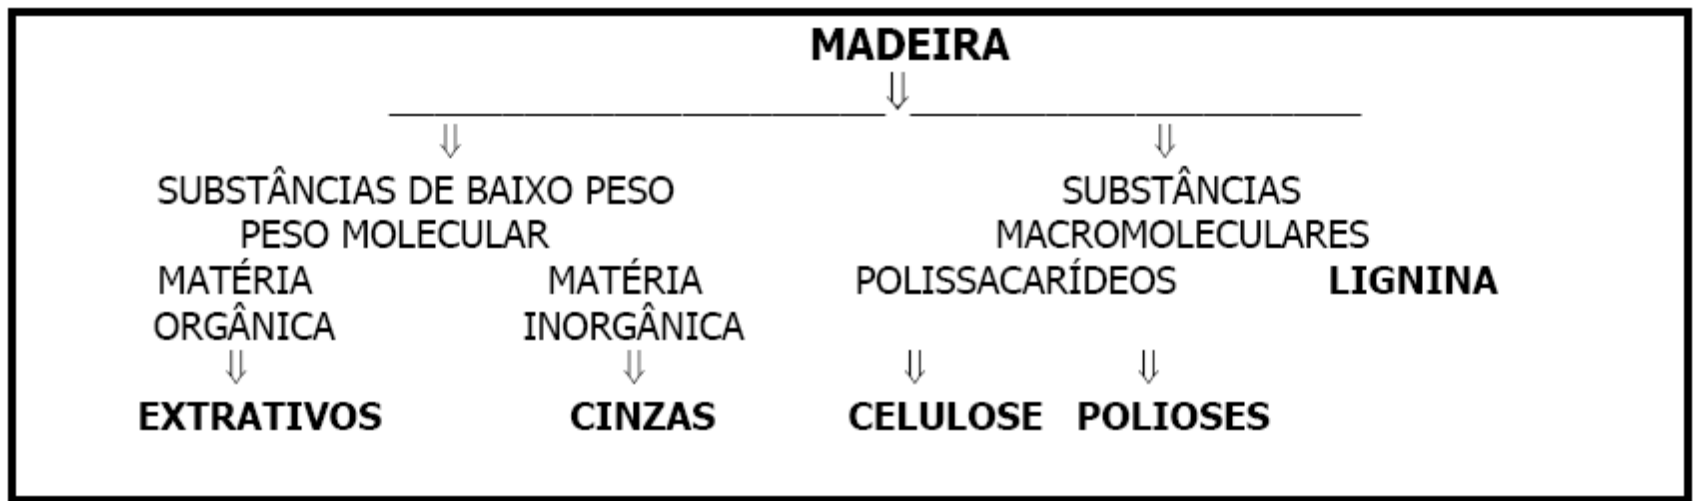 MADEIRA
SUBSTÂNCIAS DE BAIXO PESO
PESO MOLECULAR
SUBSTÂNCIAS
MACROMOLECULARES
MATÉRIA
ORGÂNICA
MATÉRIA
INORGÂNICA
POLISSACARÍDEOS
LIGNINA
EXTRATIVOS
CINZAS
CELULOSE
POLIOSES